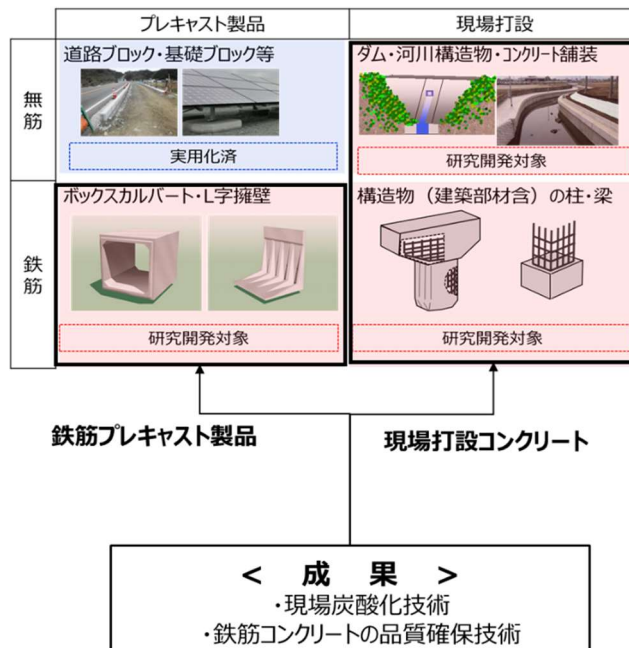 プレキャスト製品
現場打設
無筋
道路ブロック・基礎ブロック等
ダム・河川構造物・コンクリート舗装
実用化済
研究開発対象
鉄筋
ボックスカルバート・L字擁壁
構造物（建築部材含）の柱・梁
研究開発対象
研究開発対象
鉄筋プレキャスト製品
現場打設コンクリート
＜ 成 果 ＞
・現場炭酸化技術
・鉄筋コンクリートの品質確保技術